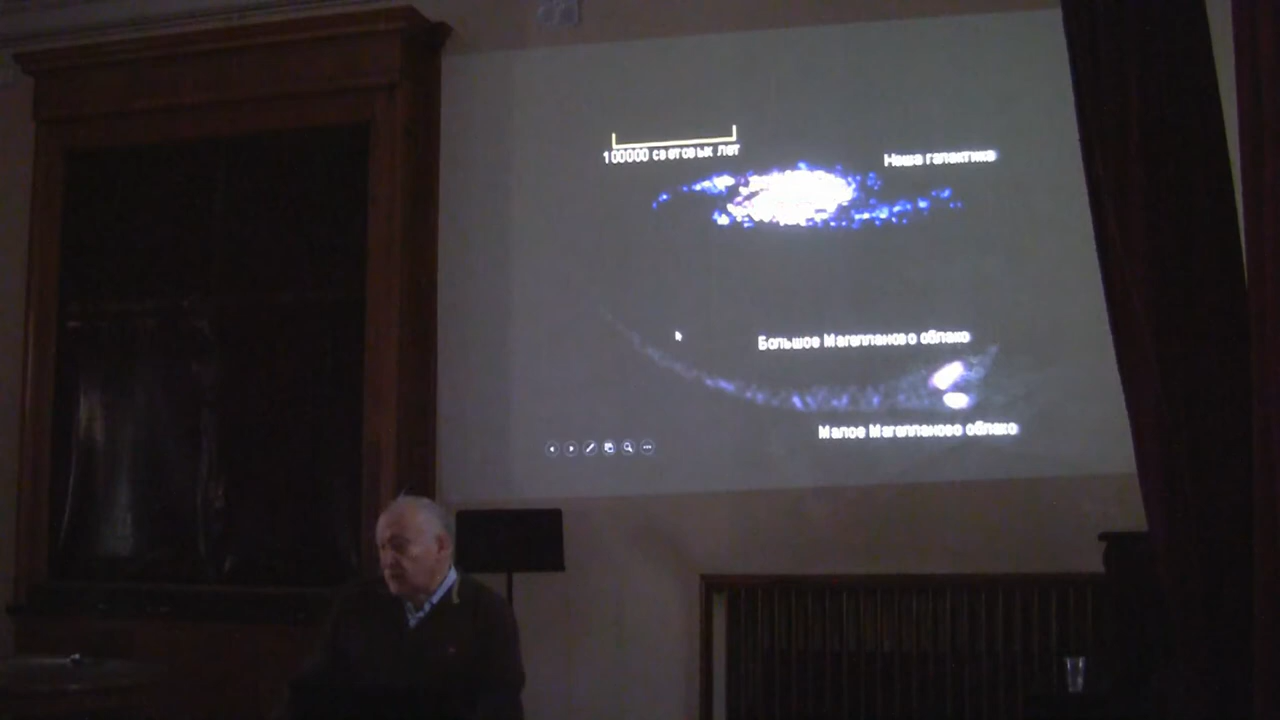 100000 световых лет
Наша галактика
Большое Магелланово облако
Малое Магелланово облако